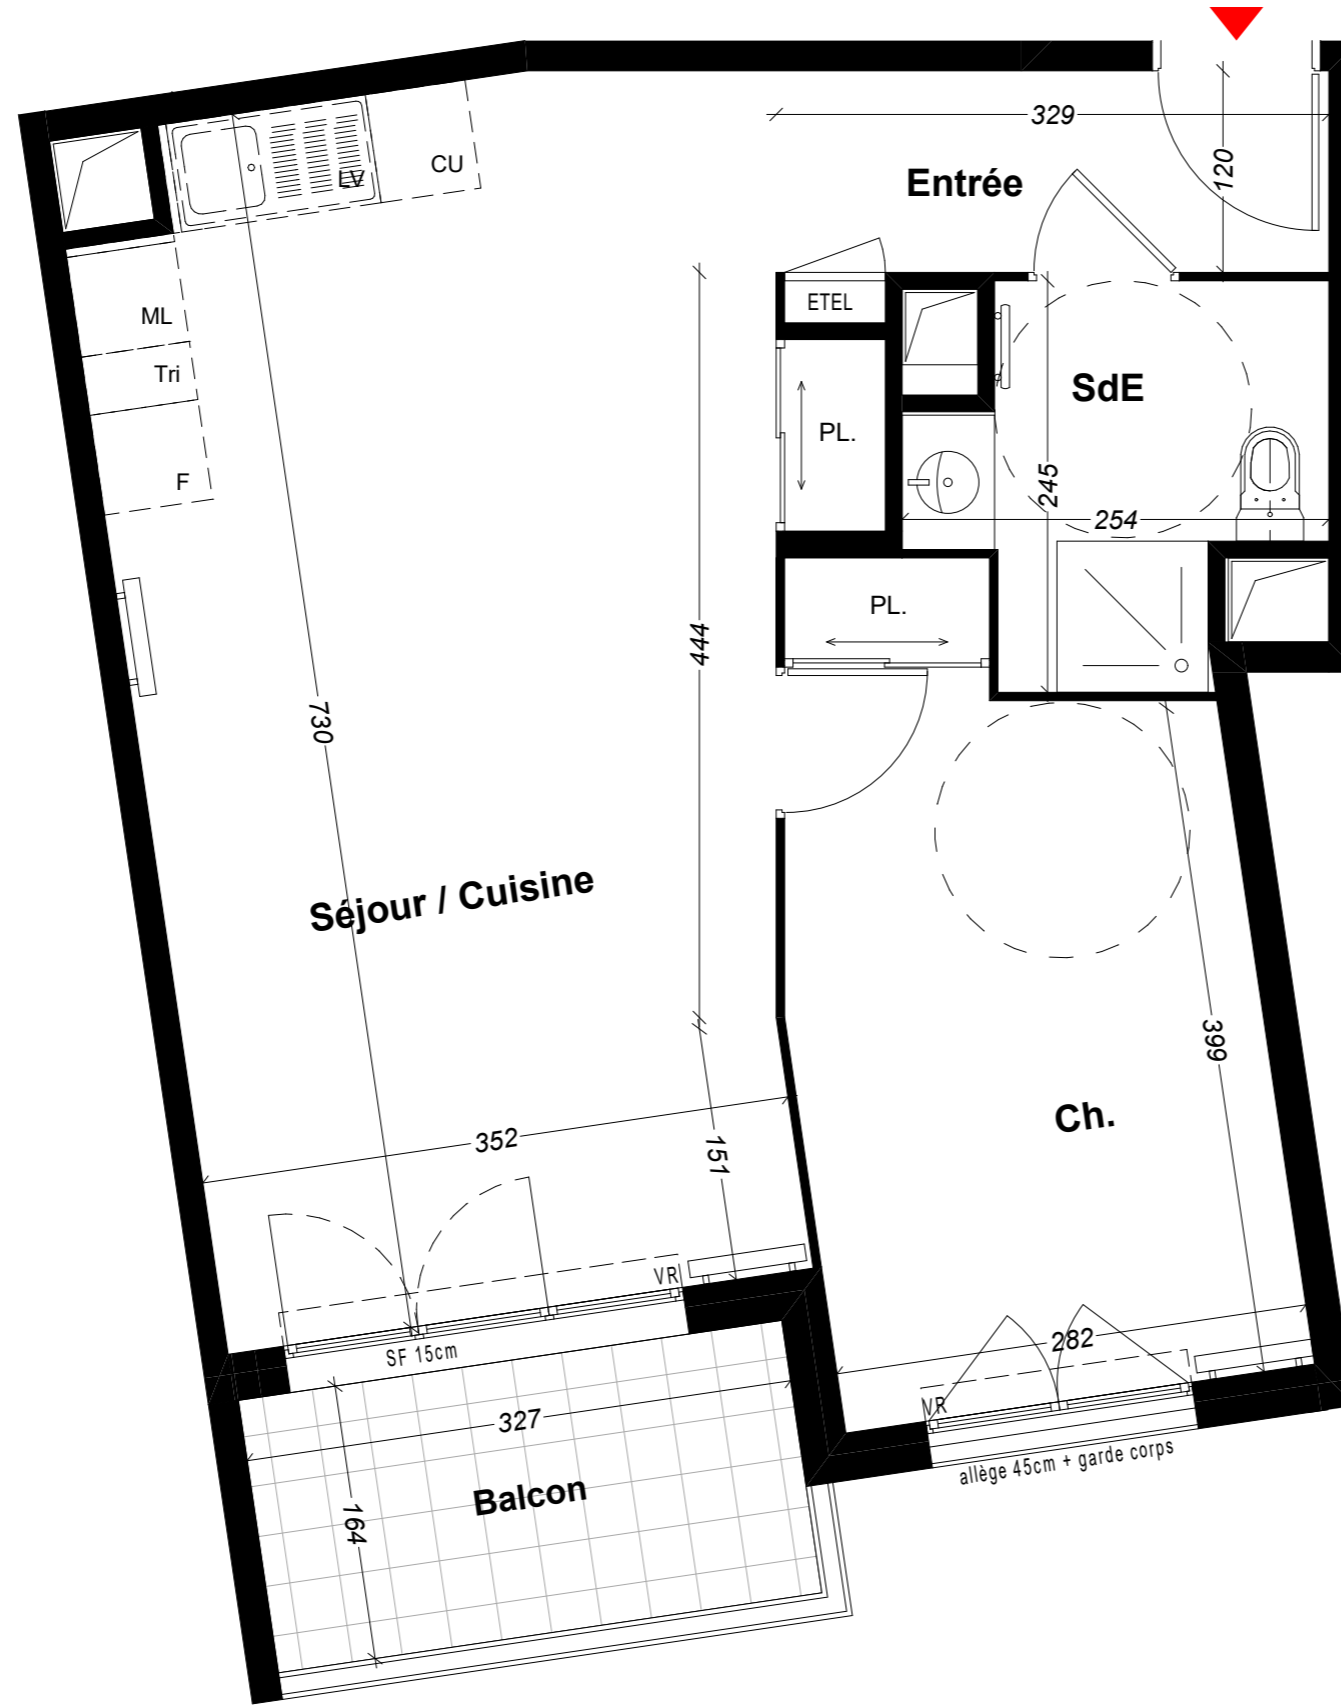 329
120
Entrée
CU
LV
ETEL
ML
Tri
F
PL.
SdE
245
254
PL.
444
730
Séjour / Cuisine
399
Ch.
352
151
VR
SF 15cm
282
VR
allège 45cm + garde corps
327
Balcon
164